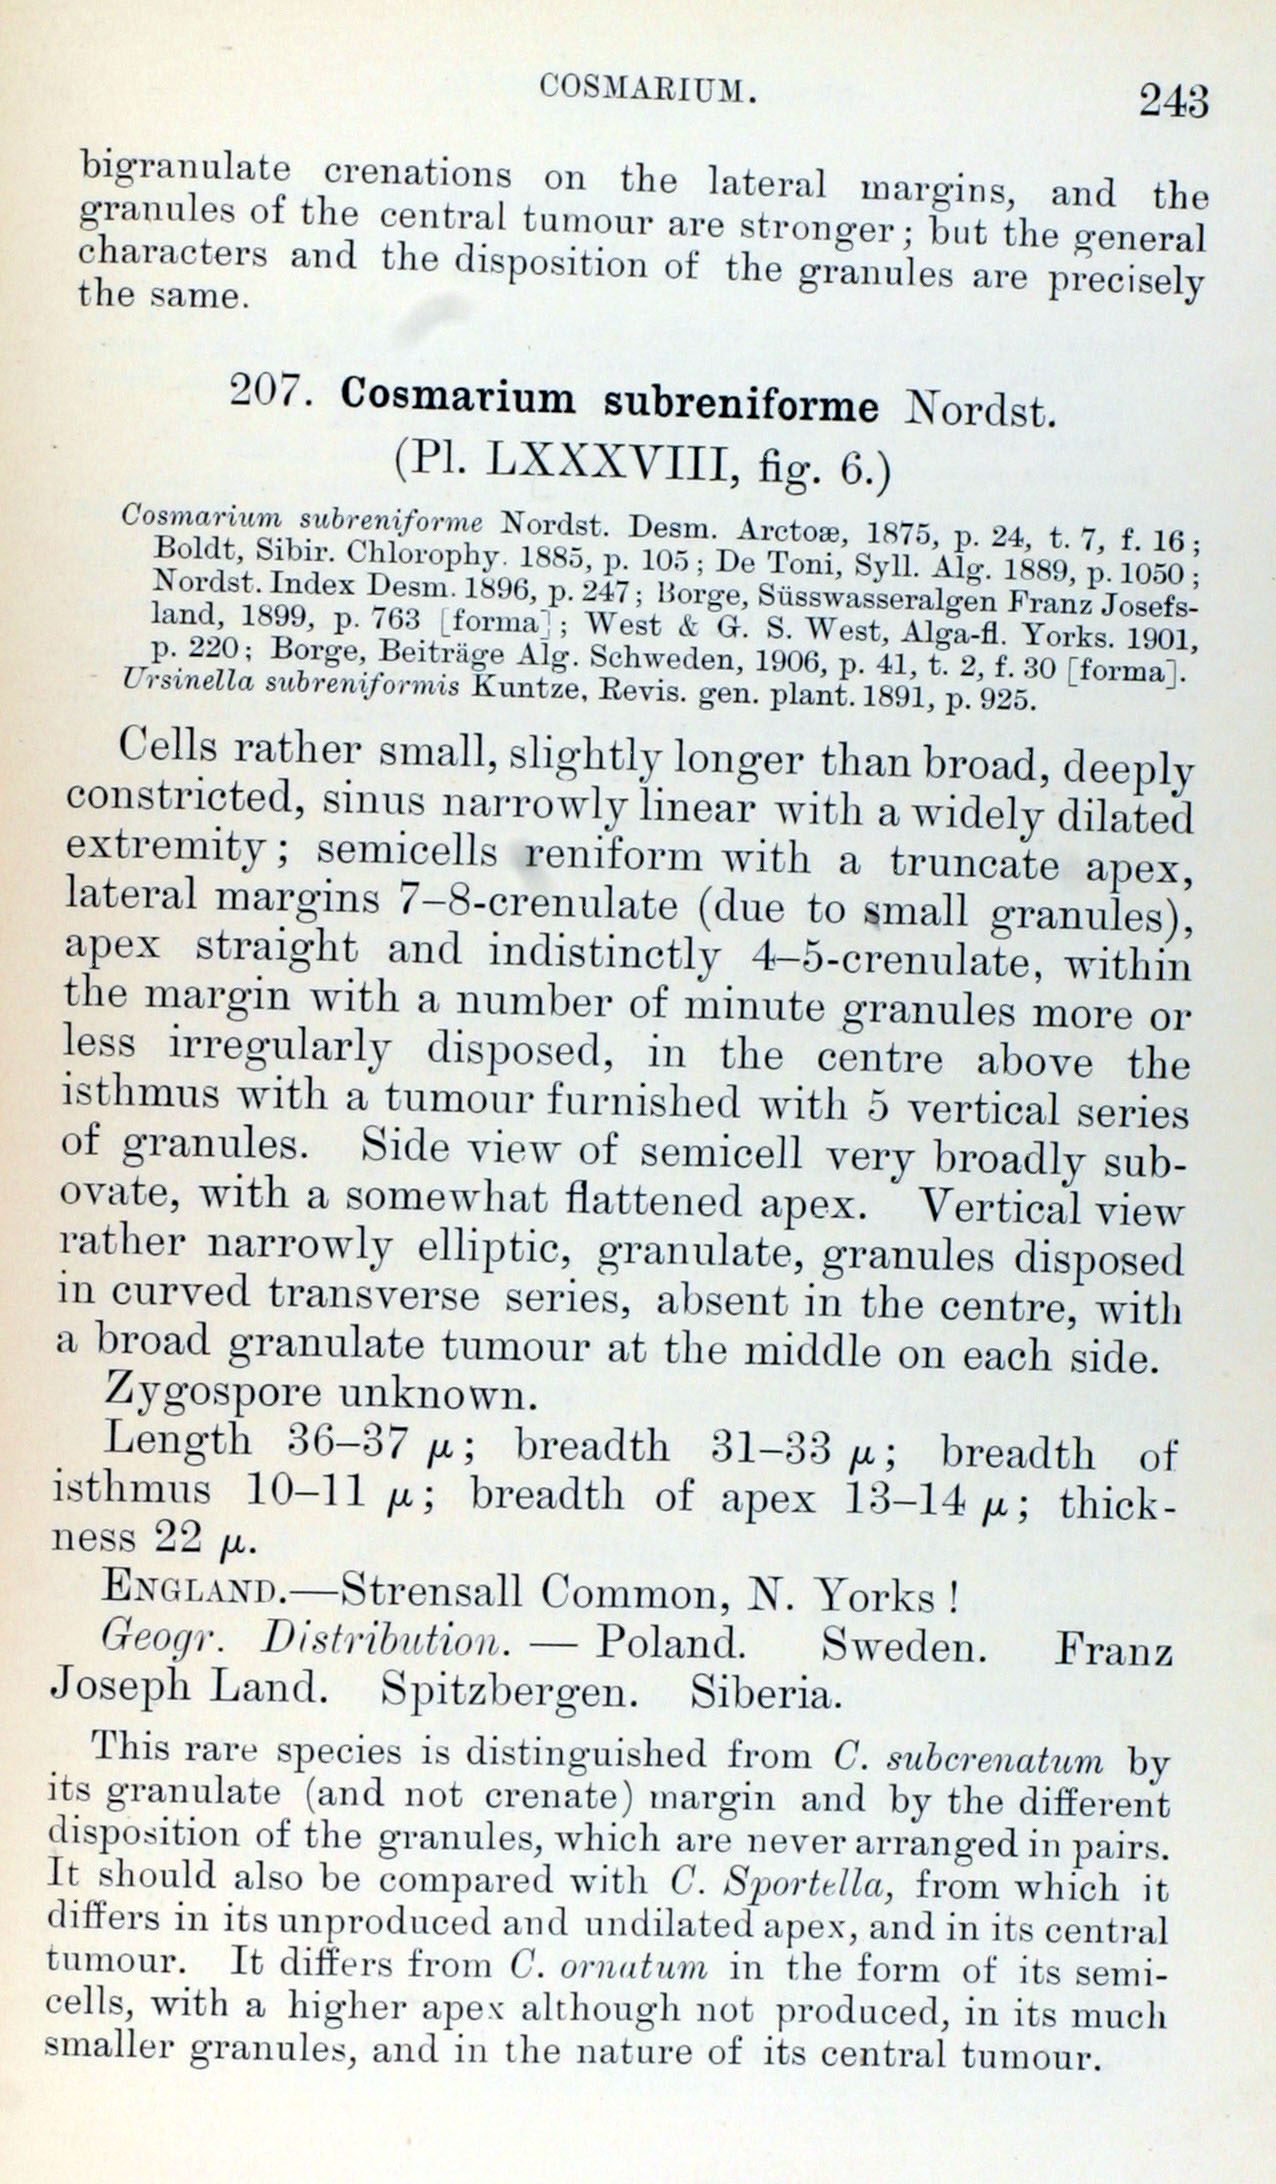 COSMARIUM.
243
bigranulate crenations on the lateral margins, and the
granules of the central tumour are stronger; but the general
characters and the disposition of the granules are precisely
the same.
207. Cosmarium subreniforme Nordst.
(Pl. LXXXVIII, fig. 6.)
Cosmarium subreniforme Nordst. Desm. Arctoæ, 1875, p. 24, t. 7, f. 16;
Boldt, Sibir. Chlorophy. 1885, p. 105; De Toni, Syll. Alg. 1889, p. 1050;
Nordst. Index Desm. 1896, p. 247; Borge, Süsswasseralgen Franz Josefs-
land, 1899, p. 763 [forma]; West & G. S. West, Alga-fl. Yorks. 1901,
p. 220; Borge, Beiträge Alg. Schweden, 1906, p. 41, t. 2, f. 30 [forma].
Ursinella subreniformis Kuntze, Revis. gen. plant. 1891, p. 925.
Cells rather small, slightly longer than broad, deeply
constricted, sinus narrowly linear with a widely dilated
extremity; semicells reniform with a truncate apex,
lateral margins 7–8-crenulate (due to small granules),
apex straight and indistinctly 4–5-crenulate, within
the margin with a number of minute granules more or
less irregularly disposed, in the centre above the
isthmus with a tumour furnished with 5 vertical series
of granules. Side view of semicell very broadly sub-
ovate, with a somewhat flattened apex. Vertical view
rather narrowly elliptic, granulate, granules disposed
in curved transverse series, absent in the centre, with
a broad granulate tumour at the middle on each side.
Zygospore unknown.
Length 36–37 μ; breadth 31–33 μ; breadth of
isthmus 10–11 μ; breadth of apex 13–14 μ; thick-
ness 22 μ.
ENGLAND.—Strensall Common, N. Yorks!
Geogr. Distribution. — Poland. Sweden. Franz
Joseph Land. Spitzbergen. Siberia.
This rare species is distinguished from C. subcrenatum by
its granulate (and not crenate) margin and by the different
disposition of the granules, which are never arranged in pairs.
It should also be compared with C. Sportella, from which it
differs in its unproduced and undilated apex, and in its central
tumour. It differs from C. ornatum in the form of its semi-
cells, with a higher apex although not produced, in its much
smaller granules, and in the nature of its central tumour.